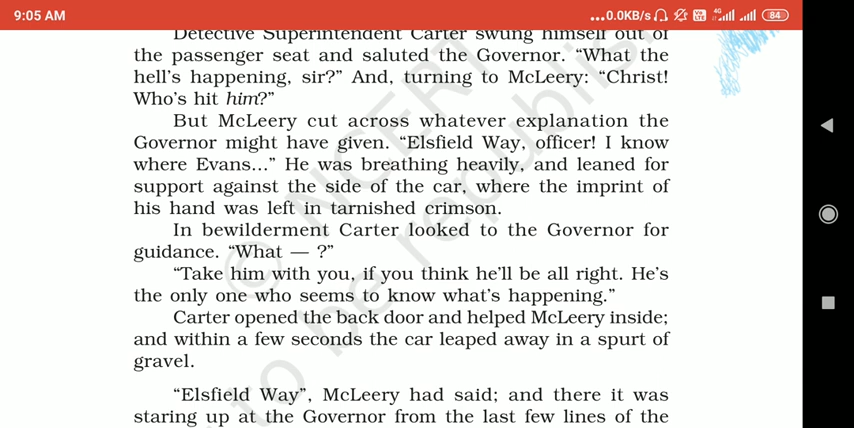 9:05 AM
...0.0KB/s 4G 84
Detective Superintendent Carter swung himself out of
the passenger seat and saluted the Governor. “What the
hell’s happening, sir?” And, turning to McLeery: “Christ!
Who’s hit him?”
But McLeery cut across whatever explanation the
Governor might have given. “Elsfield Way, officer! I know
where Evans...” He was breathing heavily, and leaned for
support against the side of the car, where the imprint of
his hand was left in tarnished crimson.
In bewilderment Carter looked to the Governor for
guidance. “What — ?”
“Take him with you, if you think he’ll be all right. He’s
the only one who seems to know what’s happening.”
Carter opened the back door and helped McLeery inside;
and within a few seconds the car leaped away in a spurt of
gravel.
“Elsfield Way”, McLeery had said; and there it was
staring up at the Governor from the last few lines of the
© NCERT
to be republis